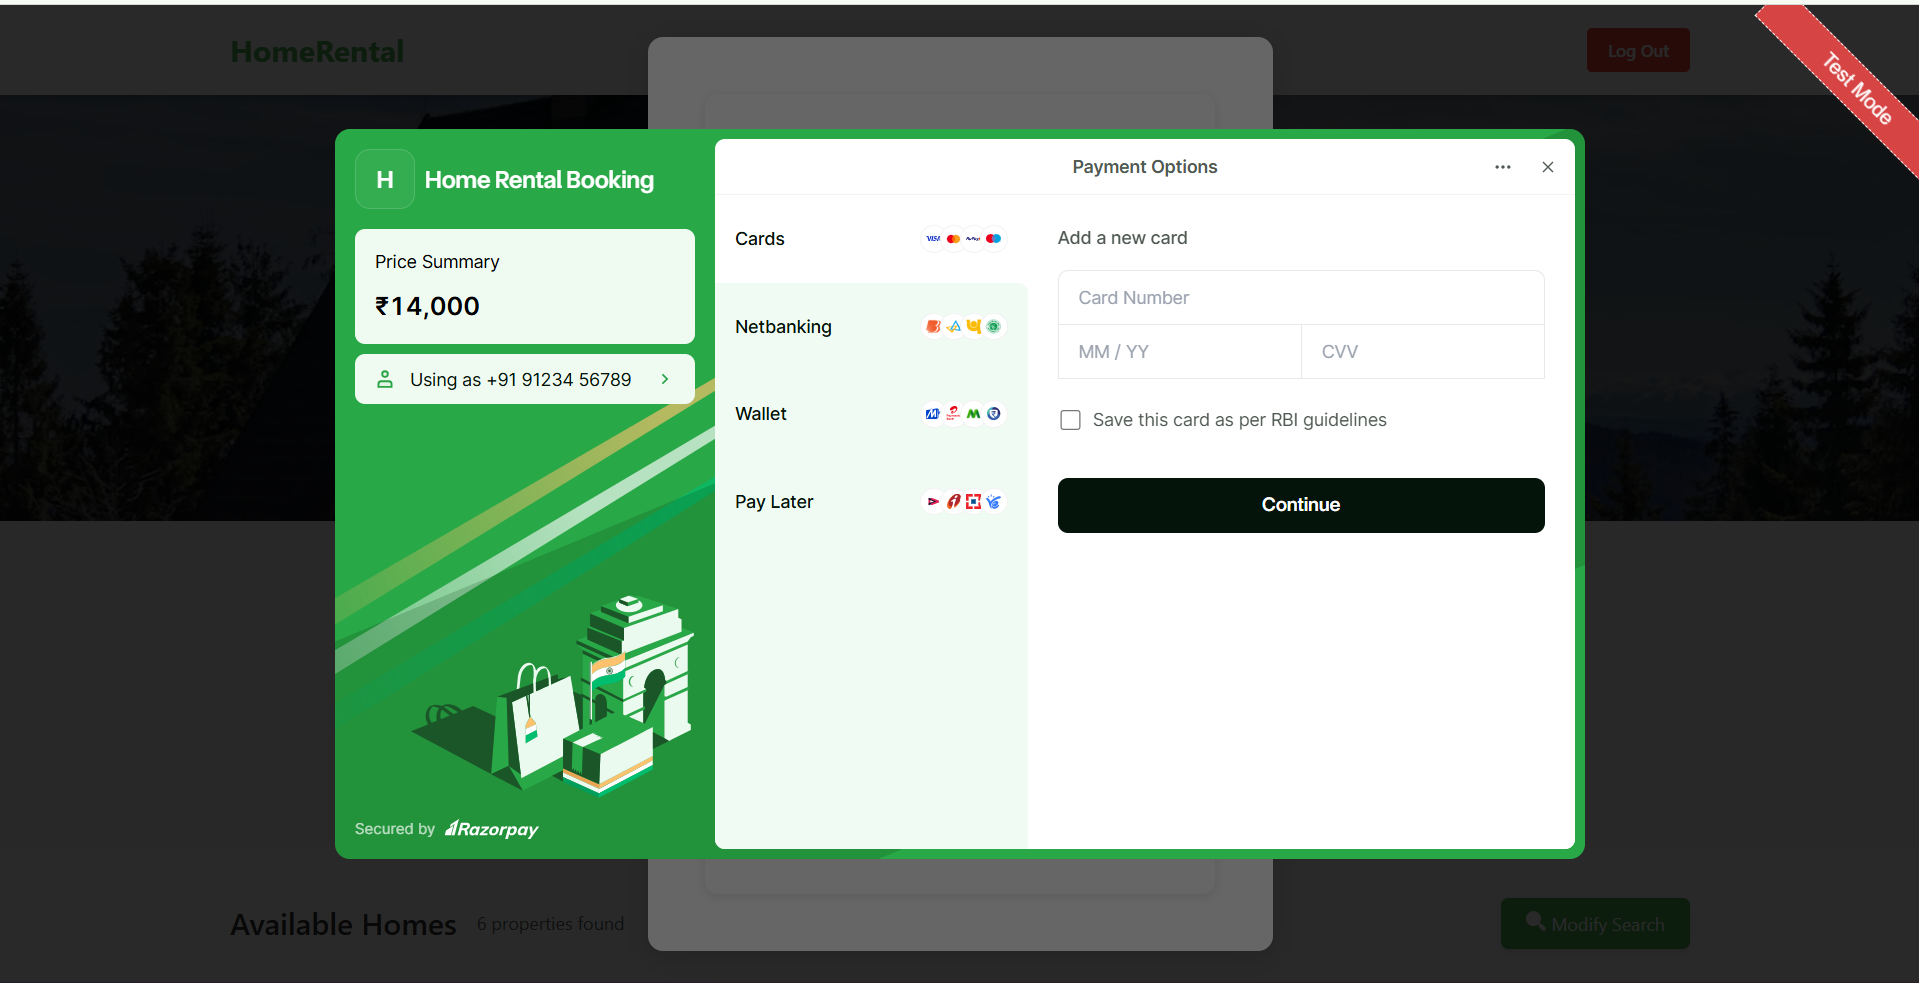 HomeRental
Log Out
Test Mode
H
Home Rental Booking
Price Summary
₹14,000
Using as +91 91234 56789
Secured by Razorpay
Payment Options
Cards
VISA
RuPay
Netbanking
Wallet
Pay Later
Add a new card
Card Number
MM / YY
CVV
Save this card as per RBI guidelines
Continue
Available Homes
6 properties found
Modify Search